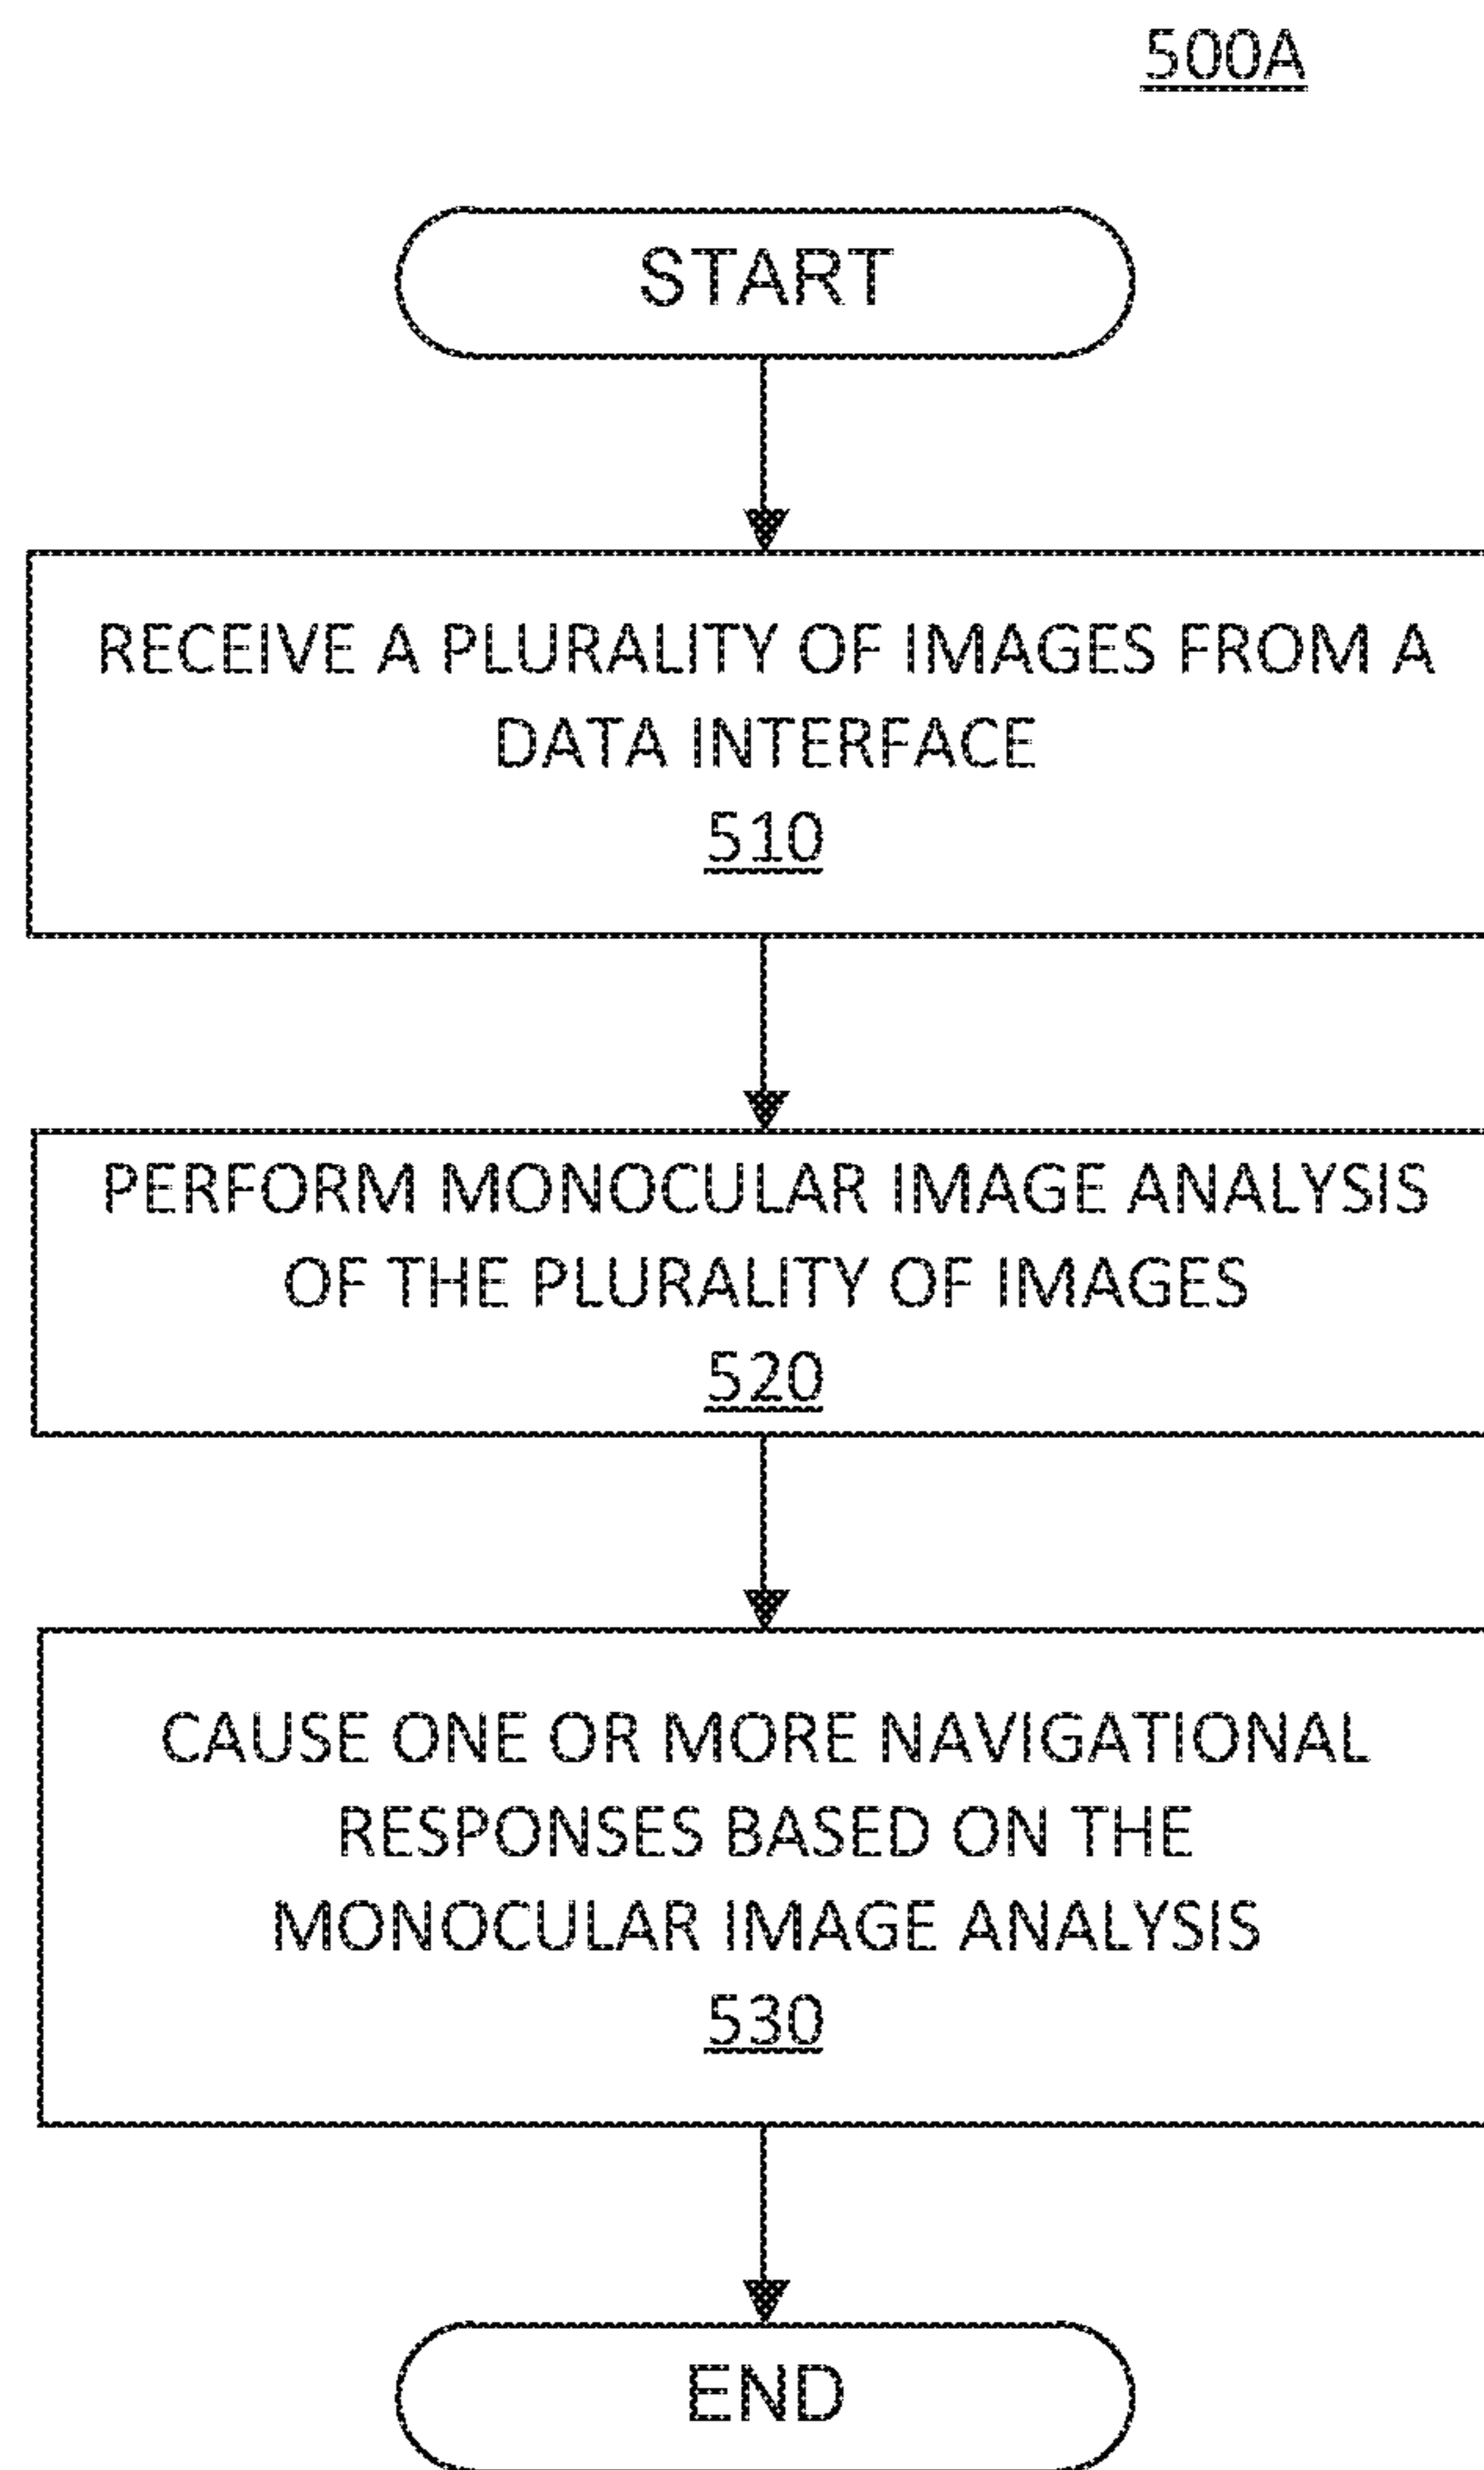 500A
START
RECEIVE A PLURALITY OF IMAGES FROM A
DATA INTERFACE
510
PERFORM MONOCULAR IMAGE ANALYSIS
OF THE PLURALITY OF IMAGES
520
CAUSE ONE OR MORE NAVIGATIONAL
RESPONSES BASED ON THE
MONOCULAR IMAGE ANALYSIS
530
END